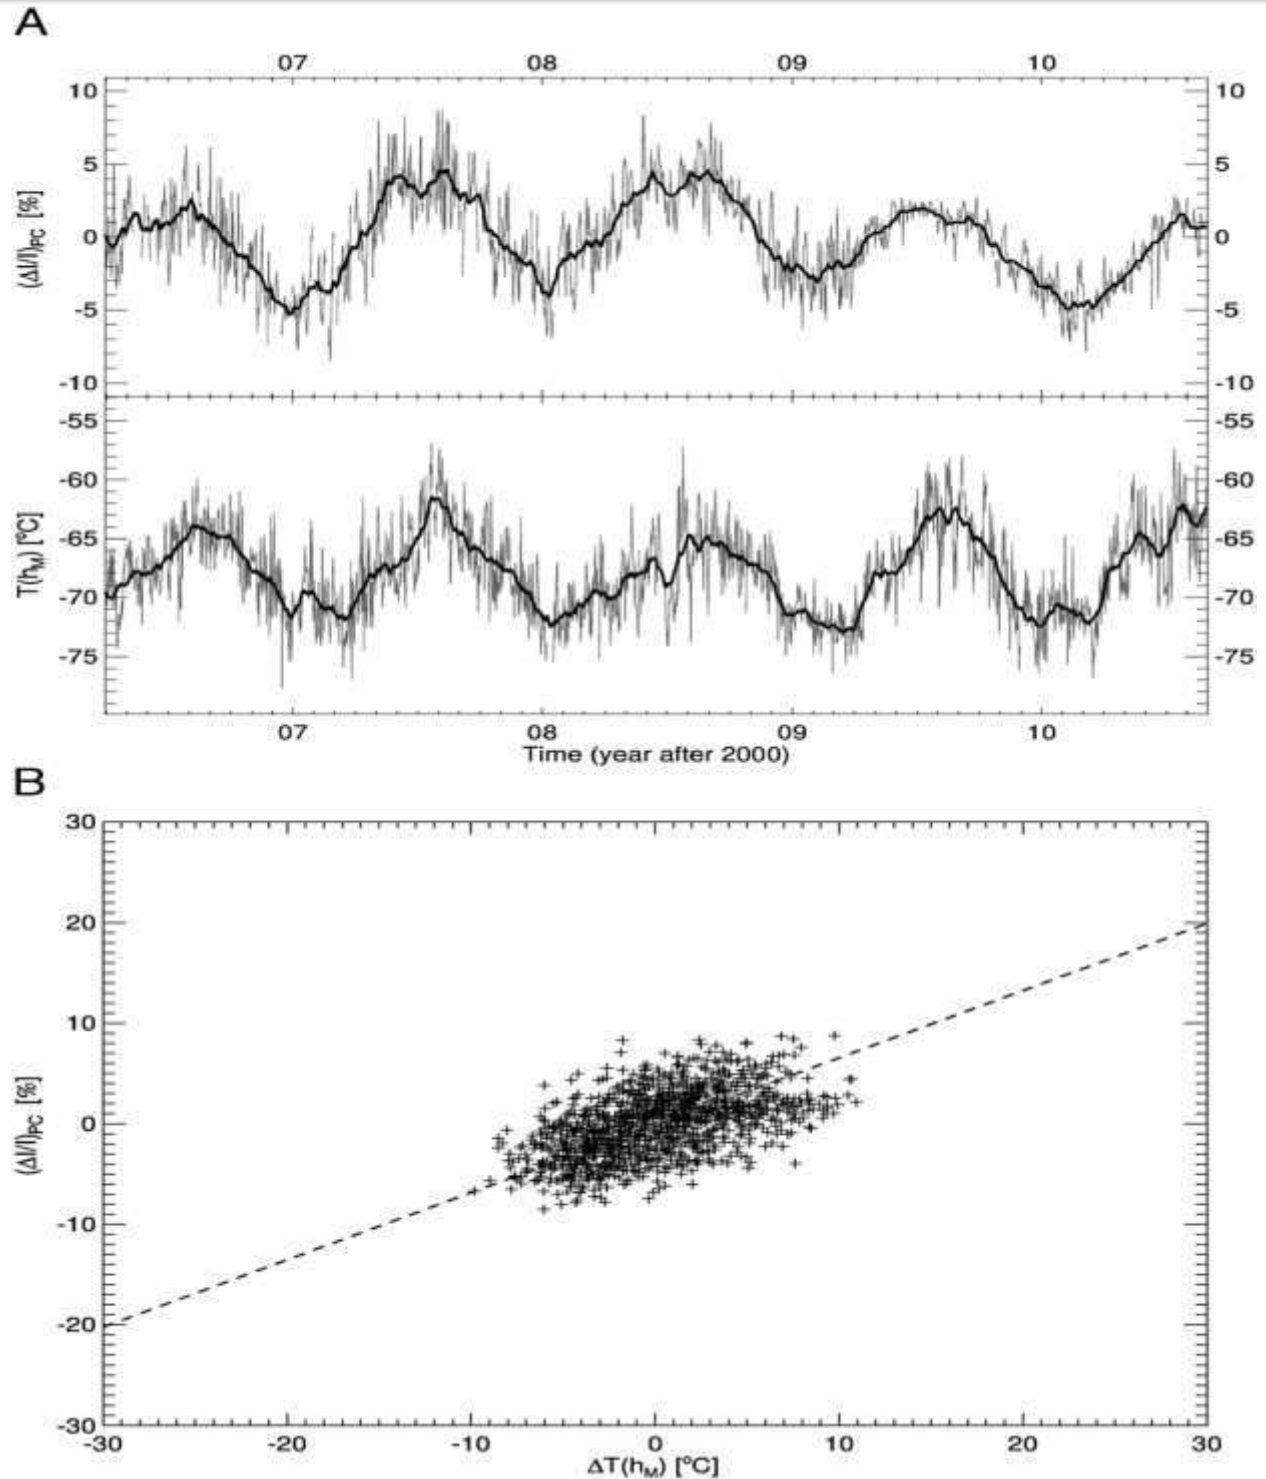 A
07 08 09 10
10 10
5 5
0 0
-5 -5
-10 -10
(ΔI/I)PC [%]
-55 -55
-60 -60
-65 -65
-70 -70
-75 -75
T(hM) [ºC]
07 08 09 10
Time (year after 2000)
B
30
20
10
0
-10
-20
-30
(ΔI/I)PC [%]
-30 -20 -10 0 10 20 30
ΔT(hM) [ºC]